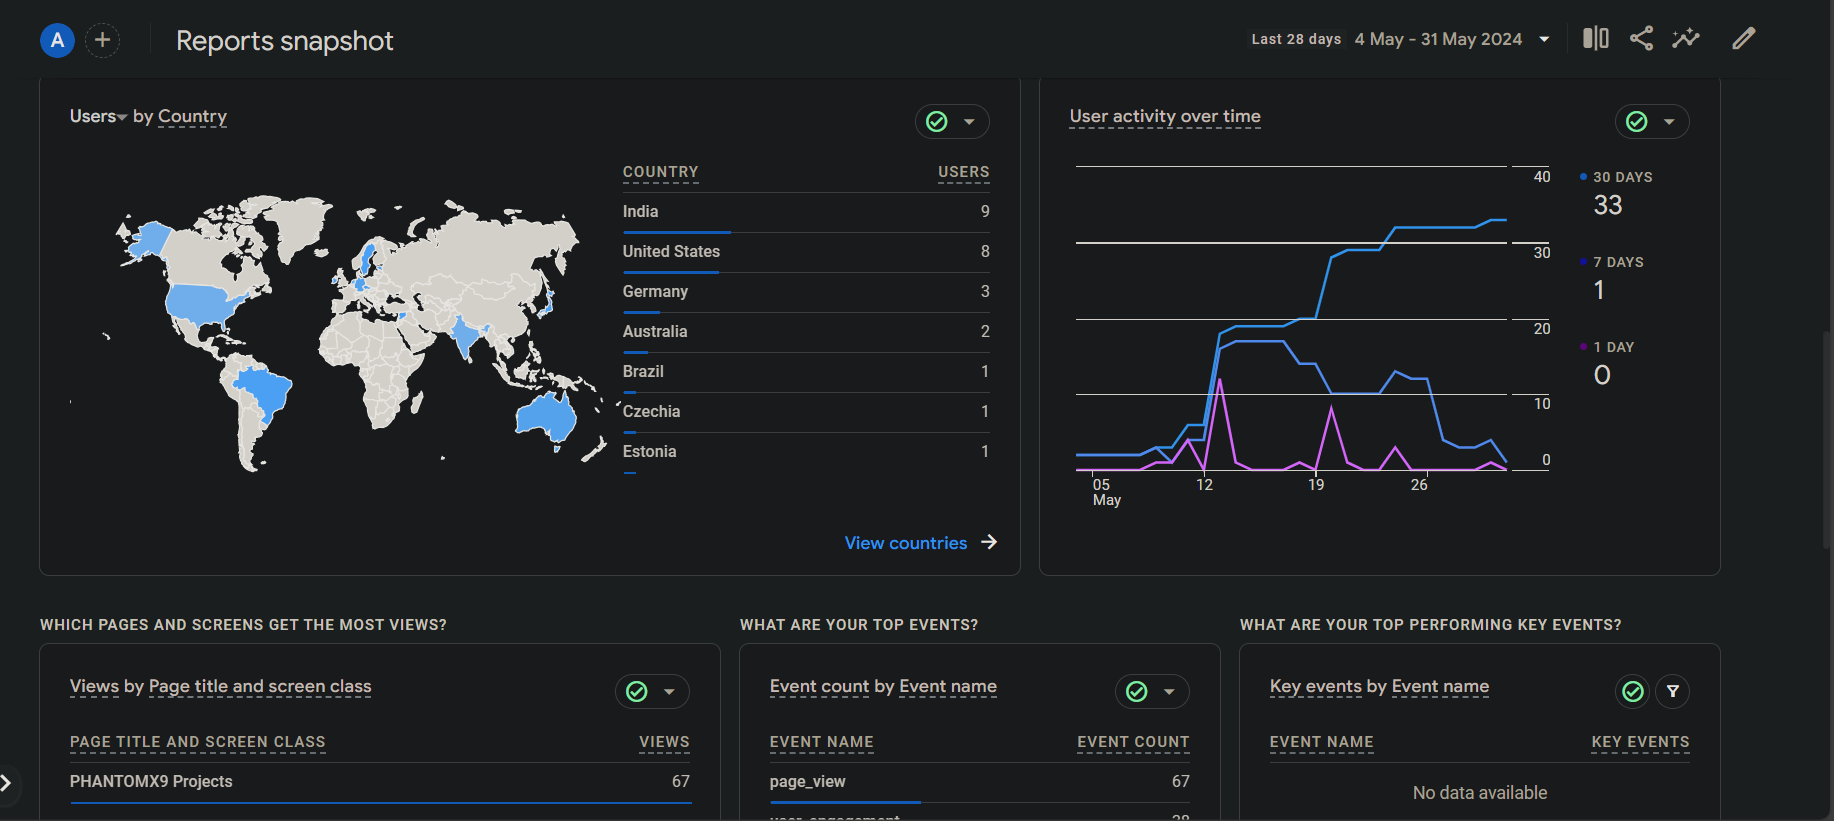 A
Reports snapshot
Last 28 days 4 May - 31 May 2024
Users by Country
COUNTRY USERS
India 9
United States 8
Germany 3
Australia 2
Brazil 1
Czechia 1
Estonia 1
View countries
User activity over time
40
30
20
10
0
05
May
12
19
26
30 DAYS
33
7 DAYS
1
1 DAY
0
WHICH PAGES AND SCREENS GET THE MOST VIEWS?
Views by Page title and screen class
PAGE TITLE AND SCREEN CLASS VIEWS
PHANTOMX9 Projects 67
WHAT ARE YOUR TOP EVENTS?
Event count by Event name
EVENT NAME EVENT COUNT
page_view 67
user_engagement
WHAT ARE YOUR TOP PERFORMING KEY EVENTS?
Key events by Event name
EVENT NAME KEY EVENTS
No data available